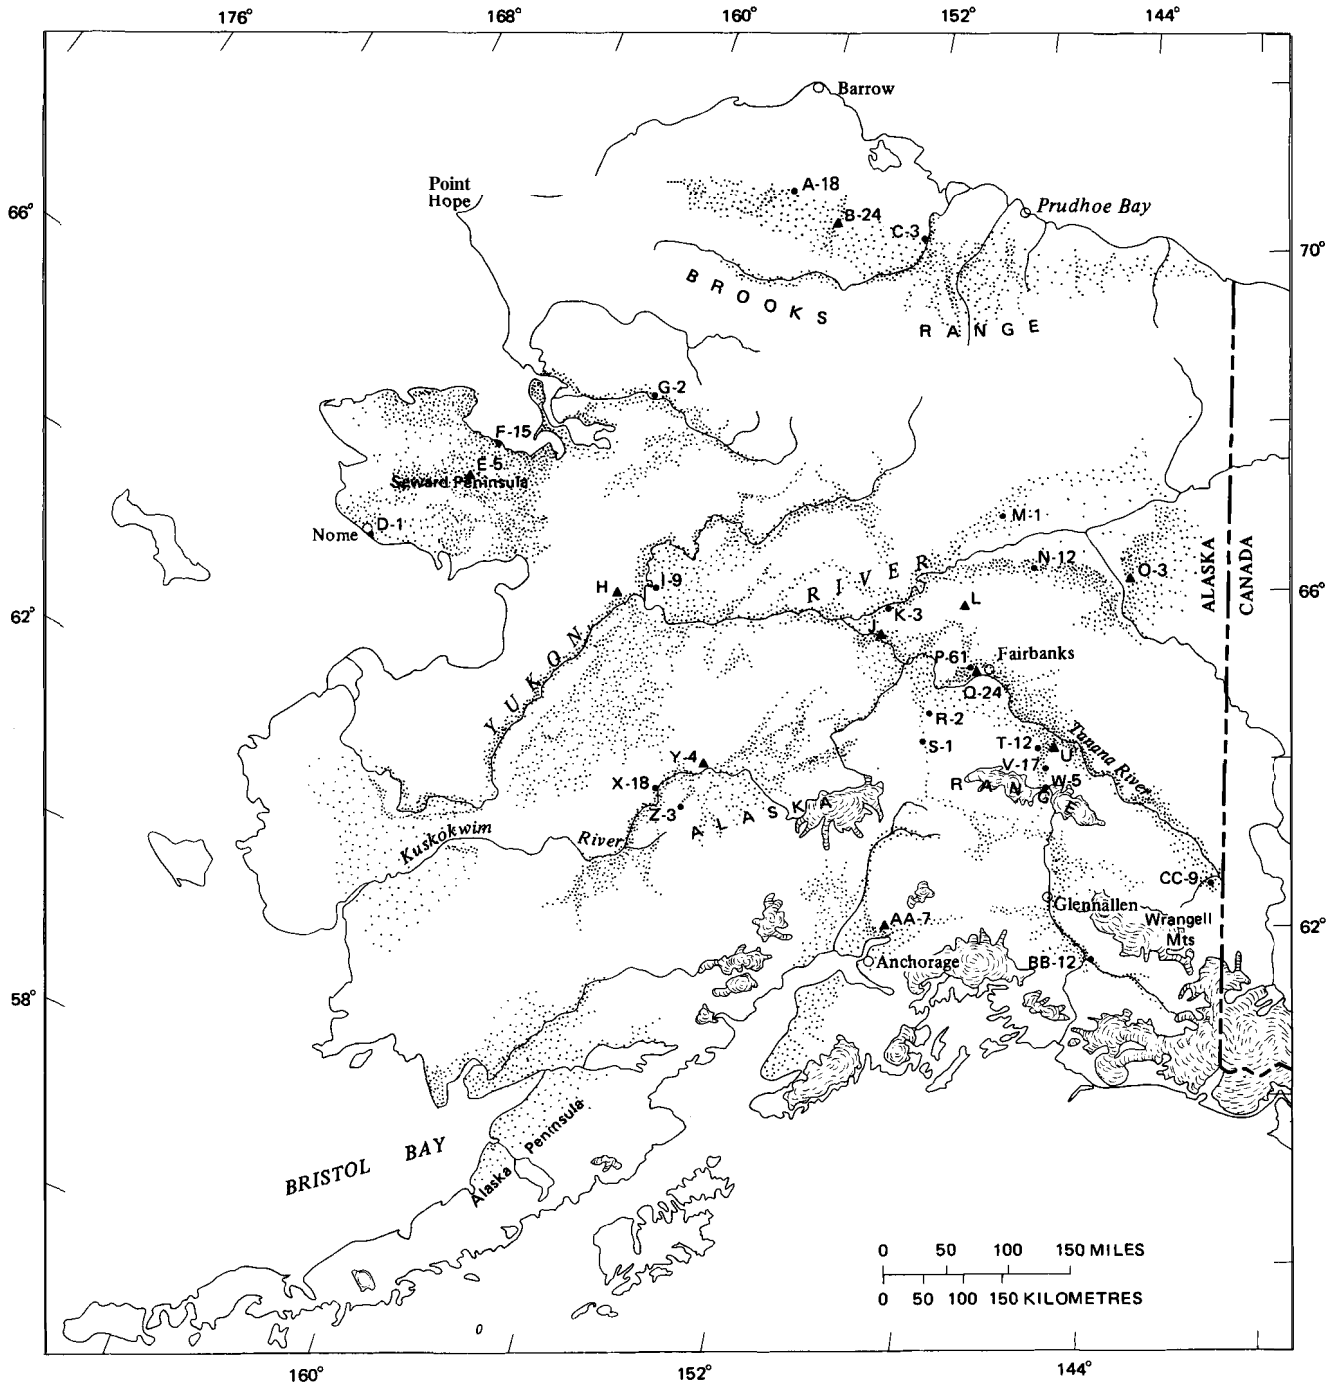 176°
168°
160°
152°
144°
Barrow
Point
Hope
A-18
66°
B-24
Prudhoe Bay
C-3
70°
BROOKS
RANGE
G-2
F-15
E-5
Seward Peninsula
D-1
Nome
M-1
ALASKA
CANADA
N-12
O-3
H
I-9
RIVER
66°
L
K-3
62°
J
YUKON
P-61
Fairbanks
Q-24
R-2
S-1
T-12
U
Tanana River
Y-4
V-17
X-18
W-5
RANGE
Z-3
ALASKA
Kuskokwim
River
CC-9
Glennallen
Wrangell
Mts
AA-7
62°
Anchorage
BB-12
58°
BRISTOL BAY
Alaska
Peninsula
0 50 100 150 MILES
0 50 100 150 KILOMETRES
160°
152°
144°